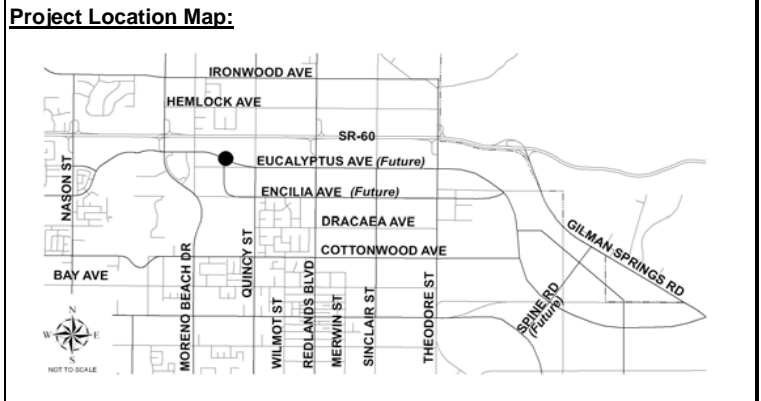 Project Location Map:
IRONWOOD AVE
HEMLOCK AVE
SR-60
EUCALYPTUS AVE (Future)
NASON ST
ENCILIA AVE (Future)
DRACAEA AVE
GILMAN SPRINGS RD
COTTONWOOD AVE
BAY AVE
MORENO BEACH DR
QUINCY ST
WILMOT ST
REDLANDS BLVD
MERWIN ST
SINCLAIR ST
THEODORE ST
SPINE RD
(Future)
N
W E
S
NOT TO SCALE